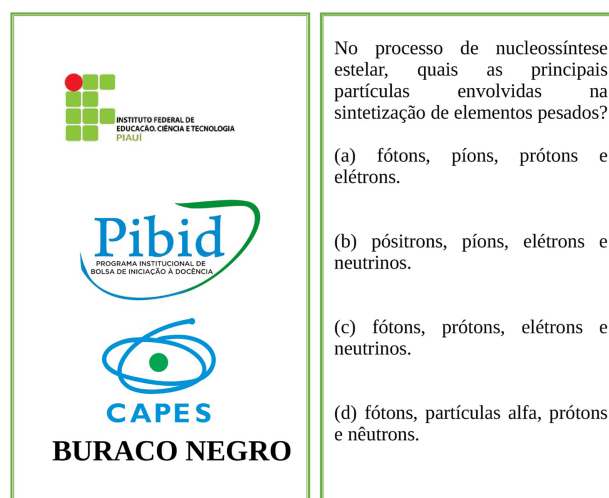 INSTITUTO FEDERAL DE
EDUCAÇÃO, CIÊNCIA E TECNOLOGIA
PIAUÍ
Pibid
PROGRAMA INSTITUCIONAL DE
BOLSA DE INICIAÇÃO À DOCÊNCIA
CAPES
BURACO NEGRO
No processo de nucleossíntese
estelar, quais as principais
partículas envolvidas na
sintetização de elementos pesados?
(a) fótons, píons, prótons e
elétrons.
(b) pósitrons, píons, elétrons e
neutrinos.
(c) fótons, prótons, elétrons e
neutrinos.
(d) fótons, partículas alfa, prótons
e nêutrons.